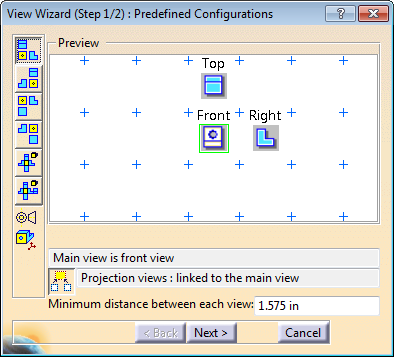 View Wizard (Step 1/2) : Predefined Configurations
?
Preview
Top
Front Right
Main view is front view
Projection views : linked to the main view
Minimum distance between each view: 1.575 in
< Back Next > Cancel